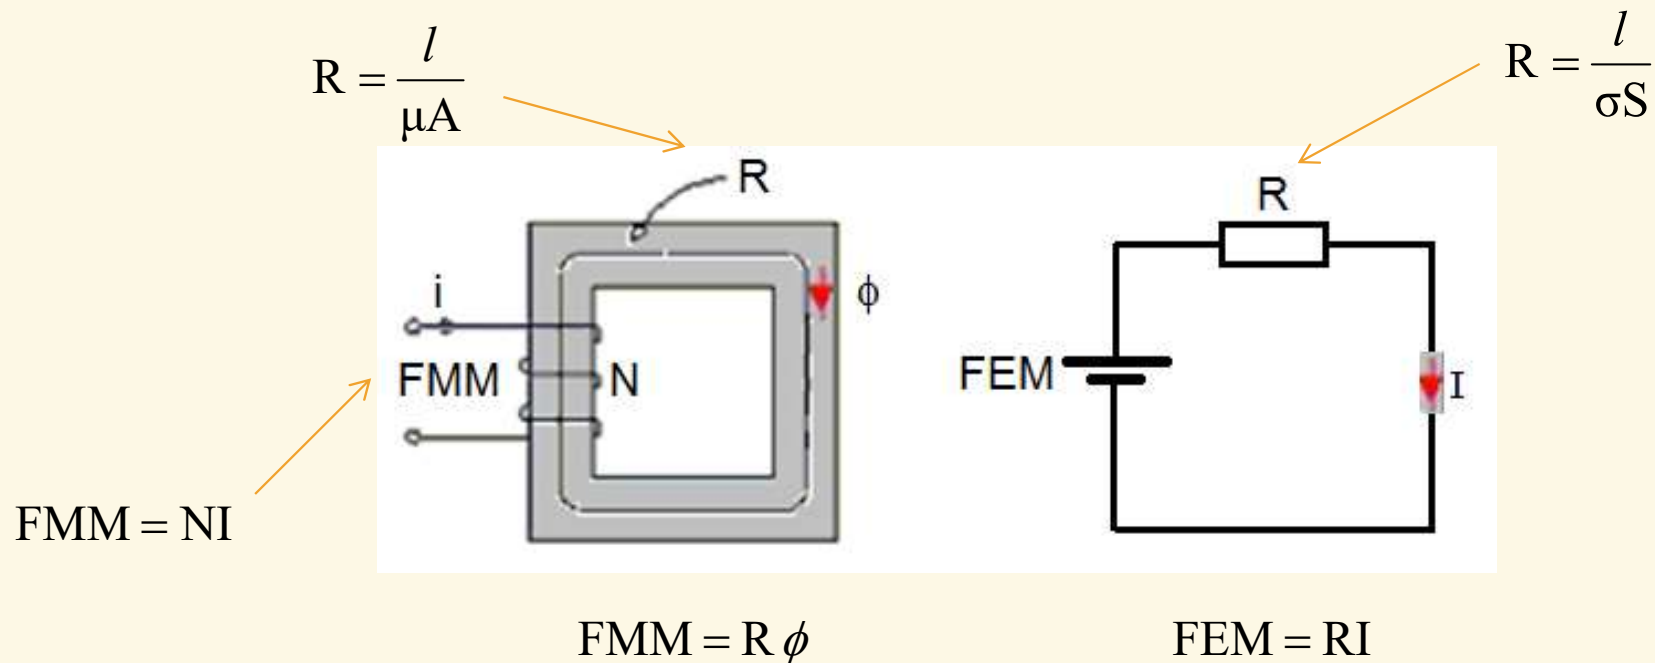 R = l/μA
R = l/σS
R
R
i
ϕ
FMM
N
FEM
I
FMM = NI
FMM = R ϕ
FEM = RI